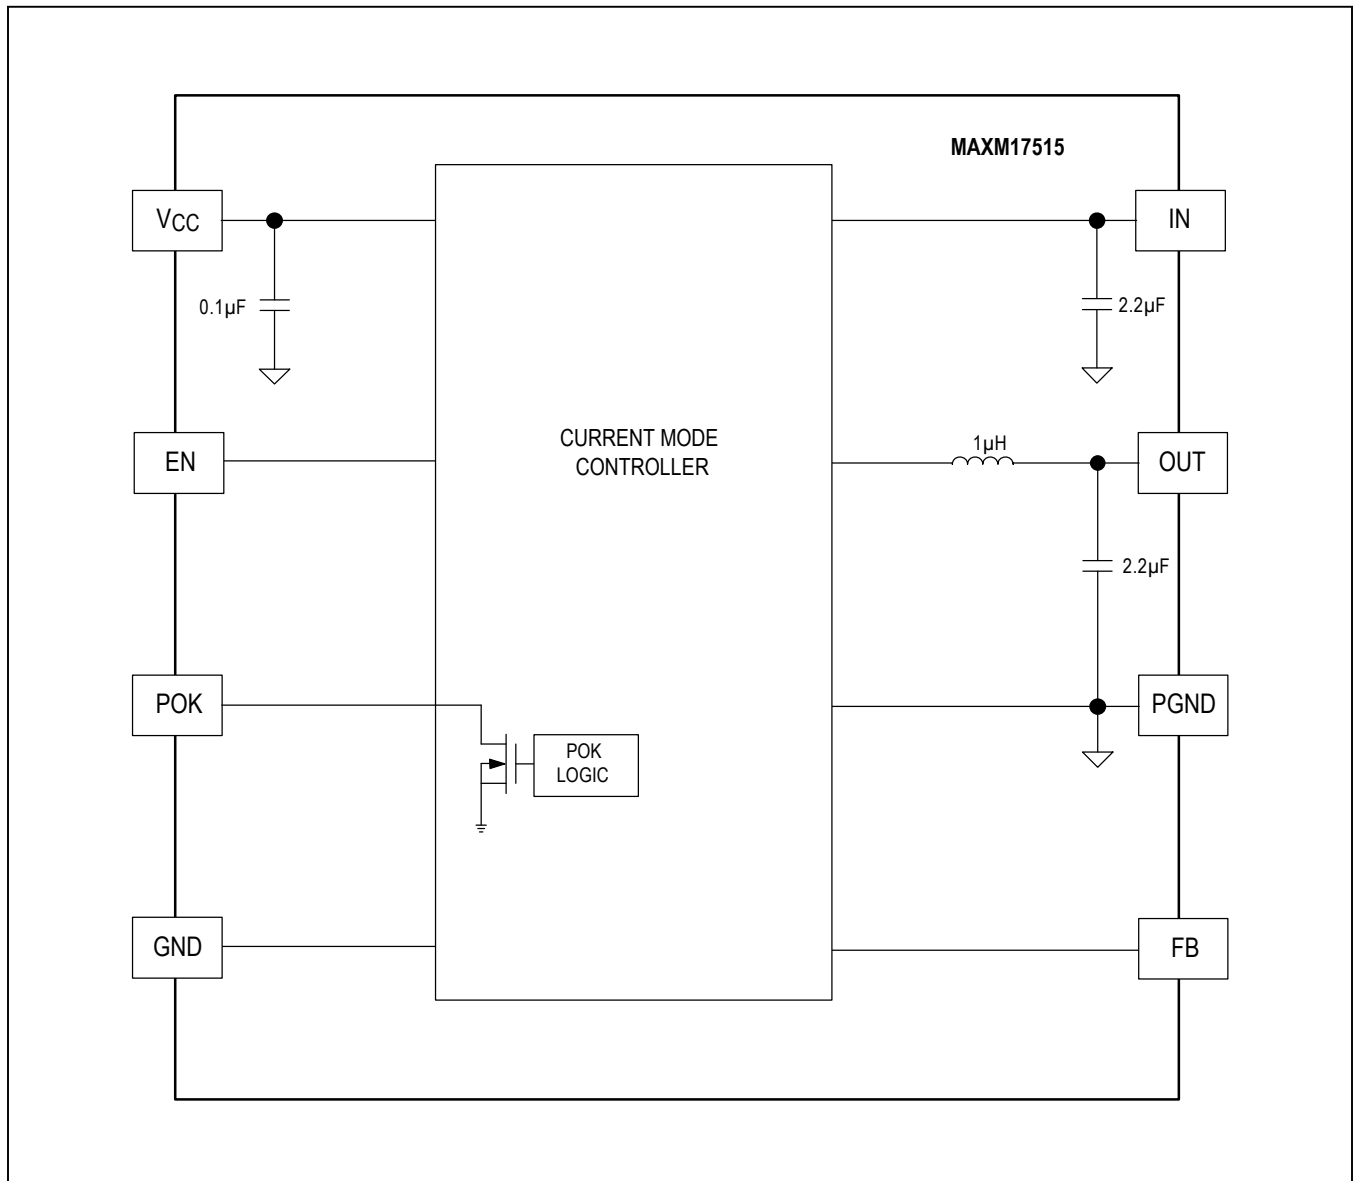 MAXM17515
VCC
IN
0.1µF
2.2µF
CURRENT MODE
CONTROLLER
1µH
EN
OUT
2.2µF
POK
PGND
POK
LOGIC
GND
FB